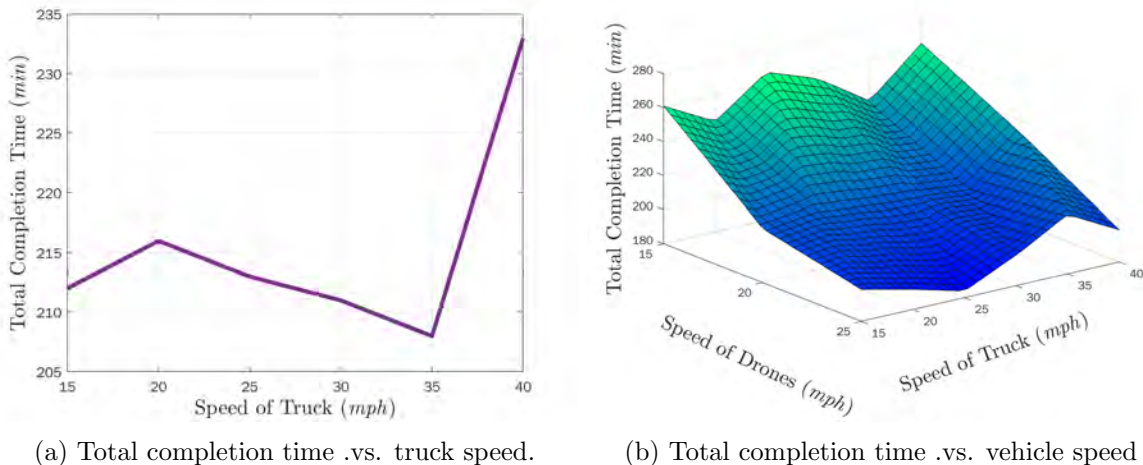 235
230
225
220
215
210
205
Total Completion Time (min)
15 20 25 30 35 40
Speed of Truck (mph)
(a) Total completion time .vs. truck speed.
280
260
240
220
200
180
Total Completion Time (min)
15
20
25
Speed of Drones (mph)
15
20
25
30
35
40
Speed of Truck (mph)
(b) Total completion time .vs. vehicle speed